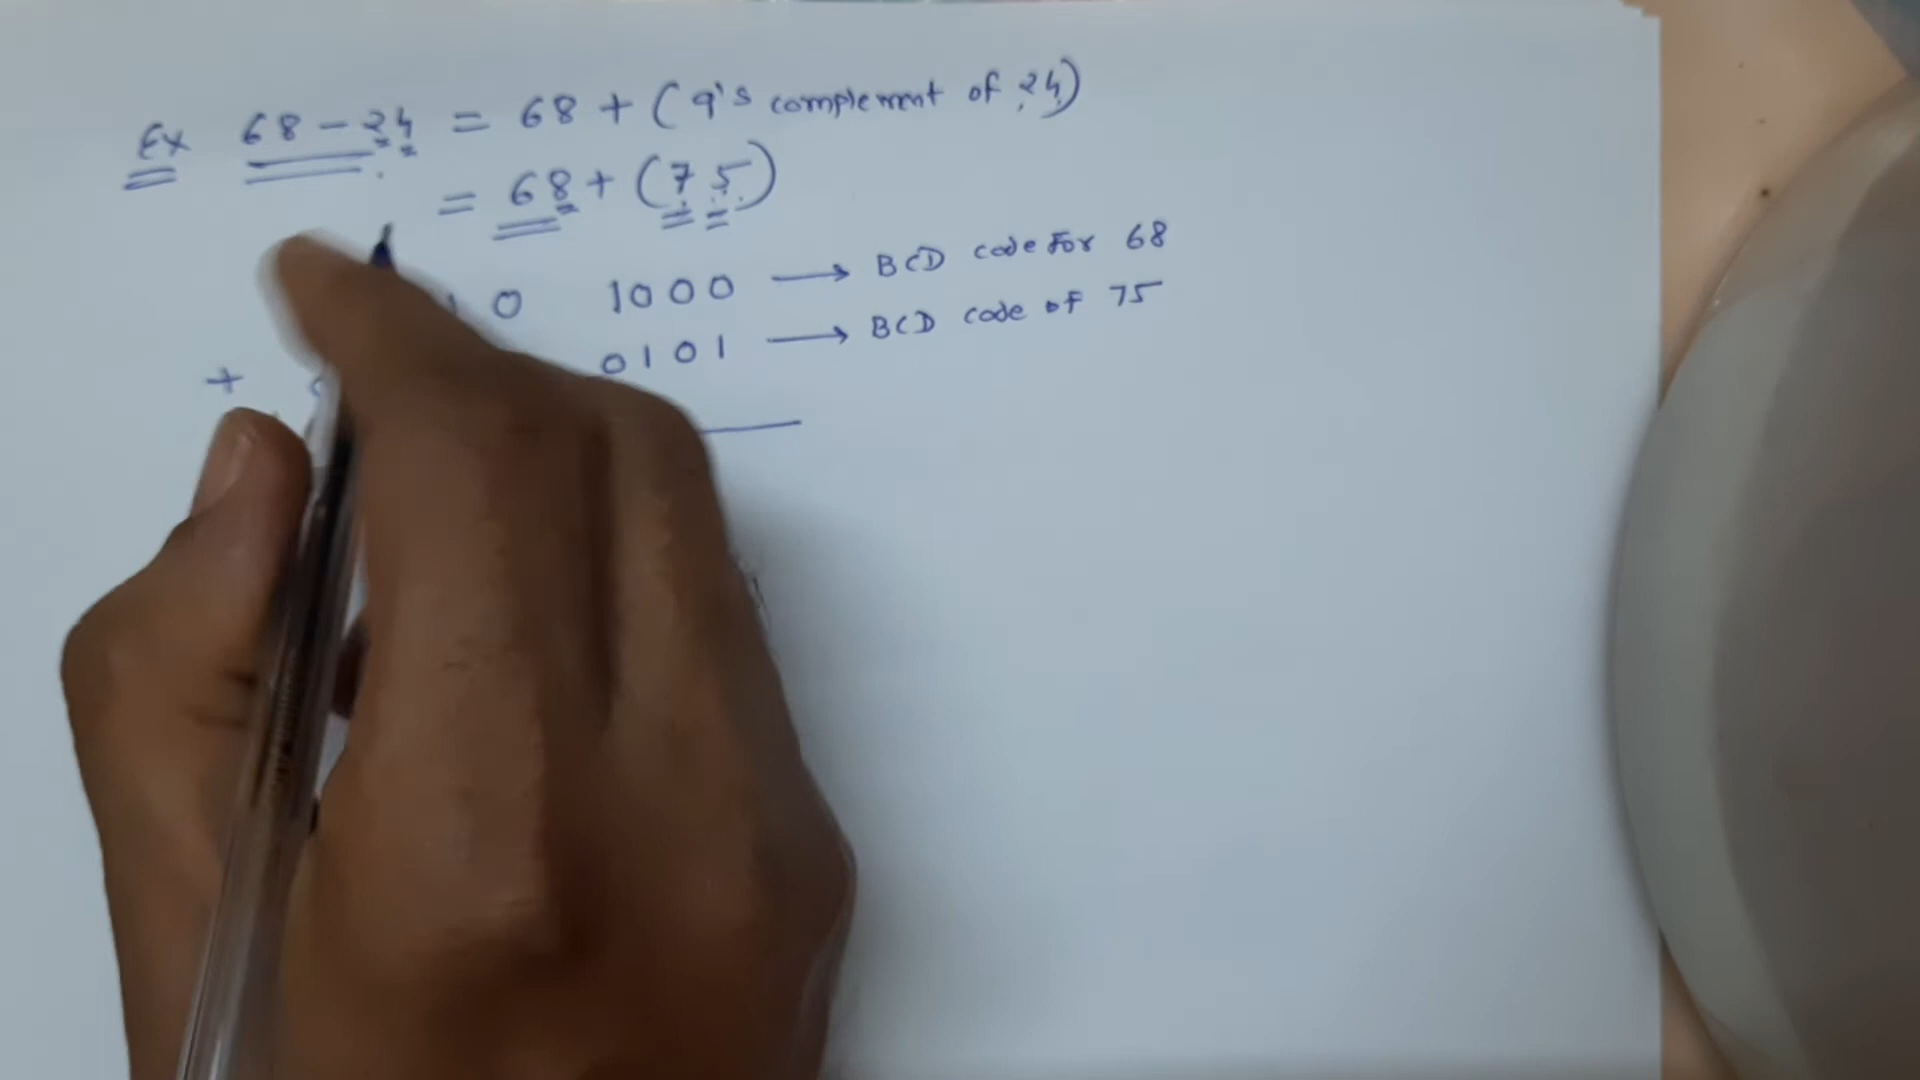 Ex 68 - 24 = 68 + (9's complement of 24)
= 68 + (75)
1 0 1000 → BCD code For 68
+ 0101 → BCD code of 75